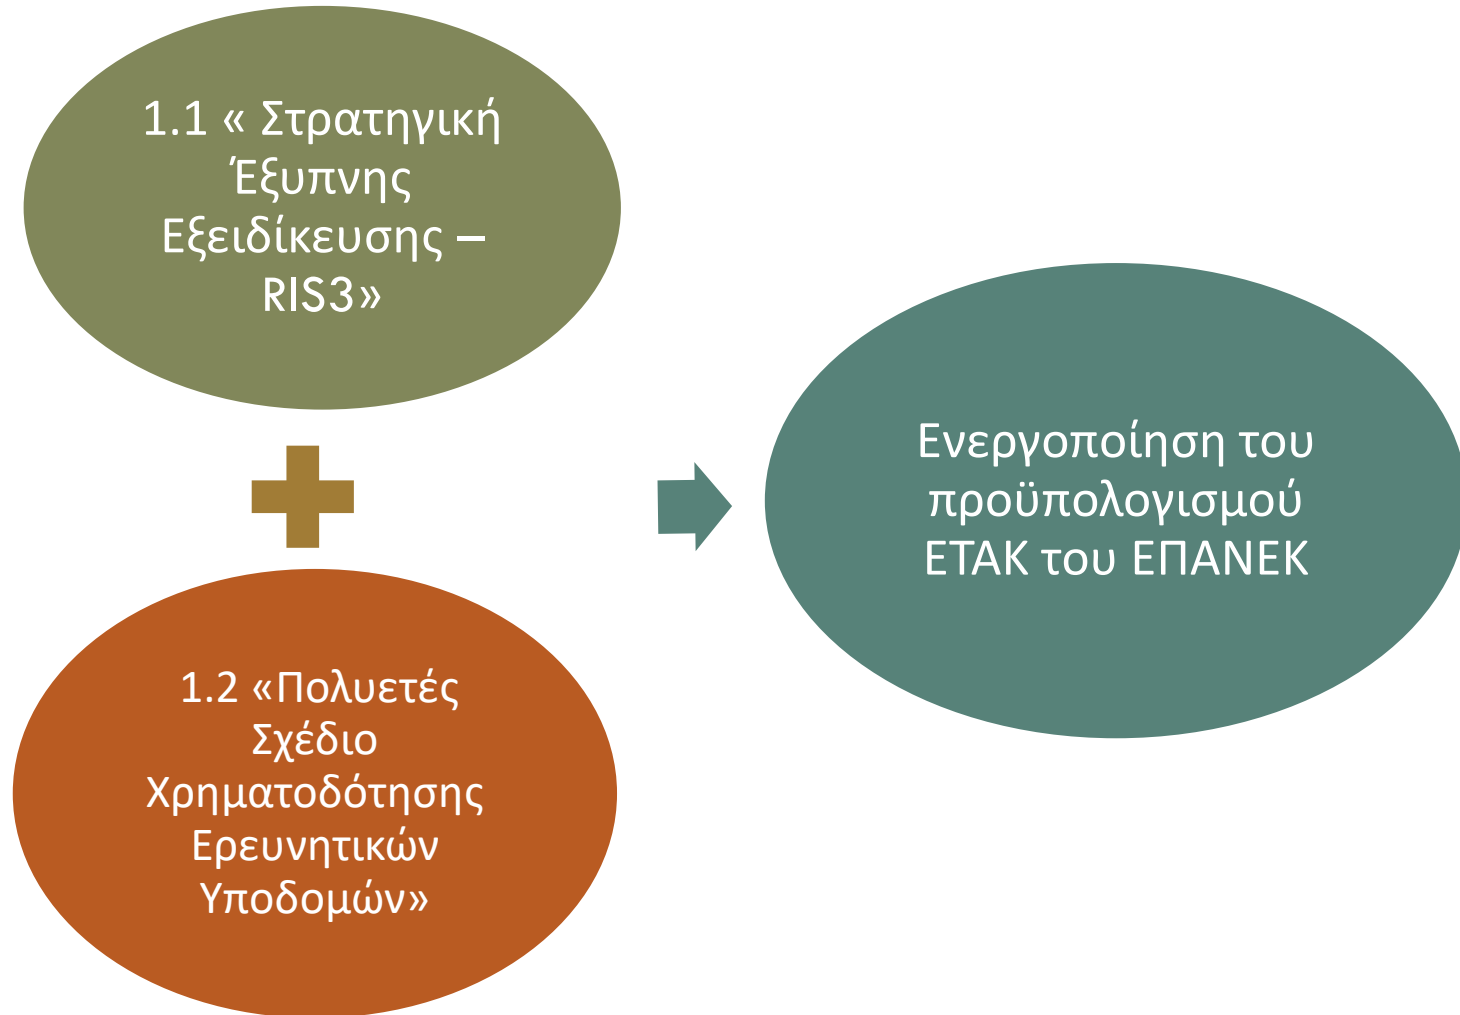 1.1 « Στρατηγική
Έξυπνης
Εξειδίκευσης –
RIS3»
1.2 «Πολυετές
Σχέδιο
Χρηματοδότησης
Ερευνητικών
Υποδομών»
Ενεργοποίηση του
προϋπολογισμού
ΕΤΑΚ του ΕΠΑΝΕΚ